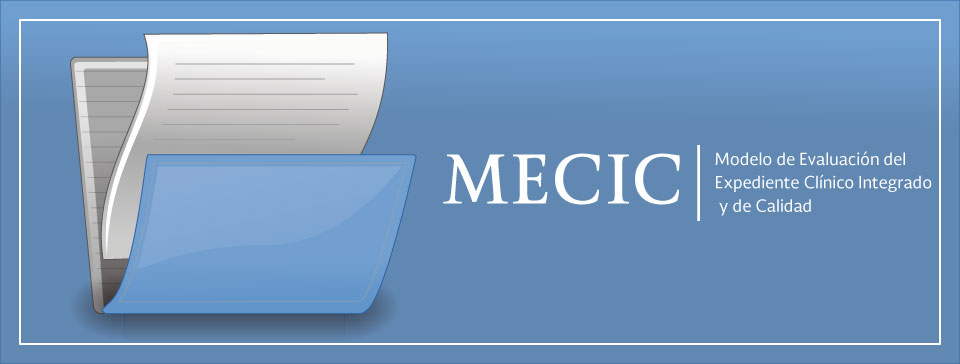 MECIC
Modelo de Evaluación del
Expediente Clínico Integrado
y de Calidad